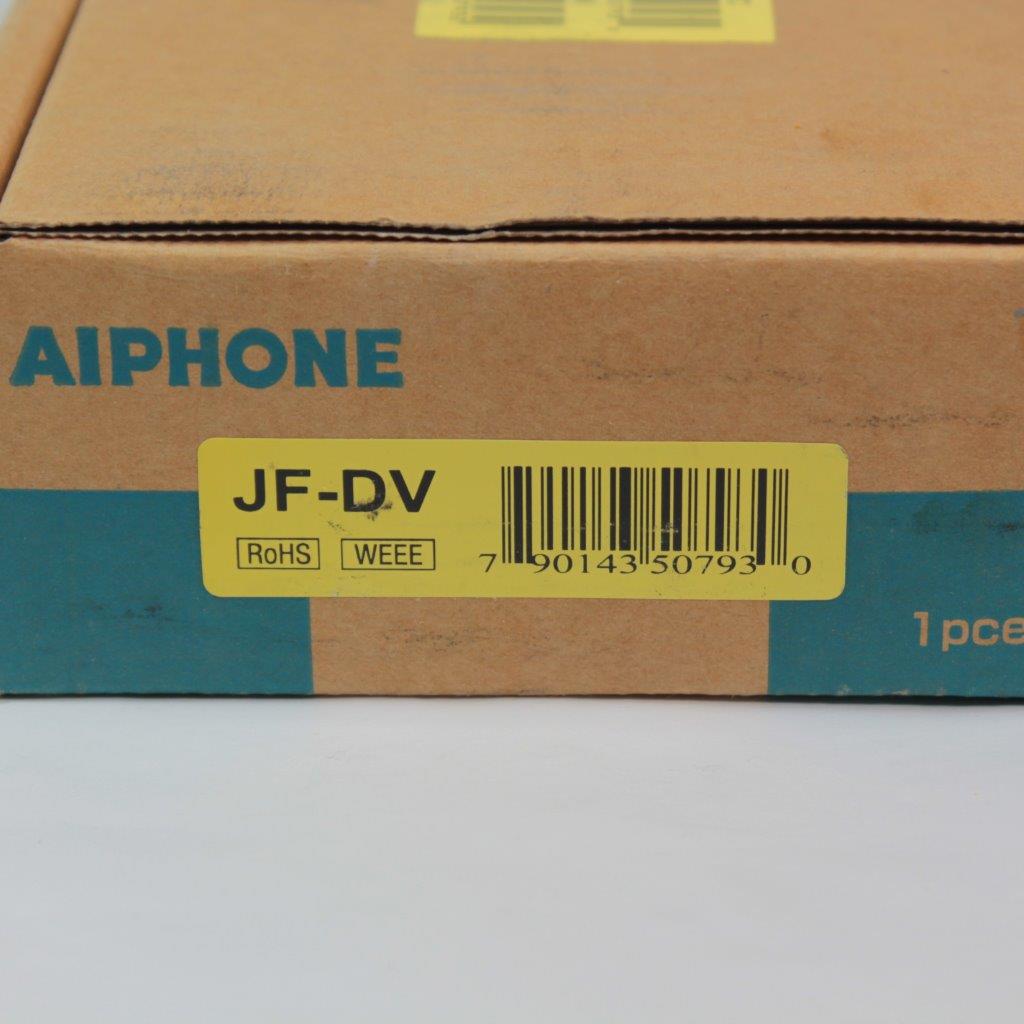 AIPHONE
JF-DV
RoHS WEEE
7 90143 50793 0
1pce